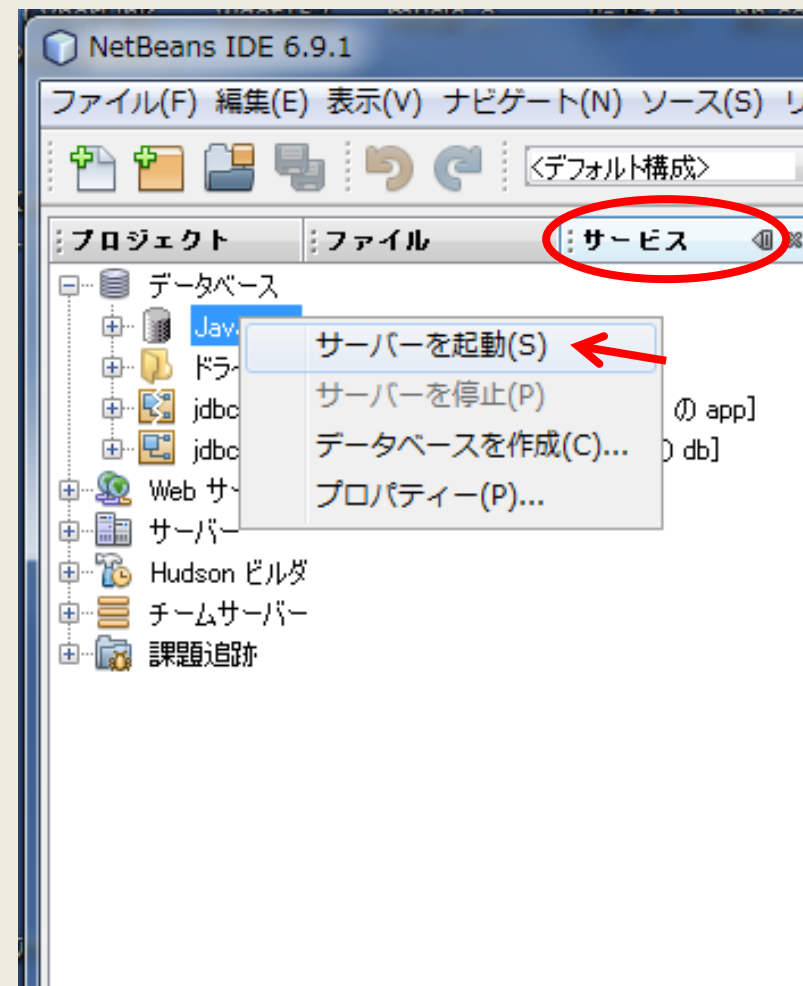 NetBeans IDE 6.9.1
ファイル(F) 編集(E) 表示(V) ナビゲート(N) ソース(S) リ
<デフォルト構成>
プロジェクト ファイル サービス
データベース
Jav
サーバーを起動(S)
ドラ
サーバーを停止(P)
jdbc の app]
データベースを作成(C)...
jdbc db]
プロパティー(P)...
Web サ
サーバー
Hudson ビルダ
チームサーバー
課題追跡